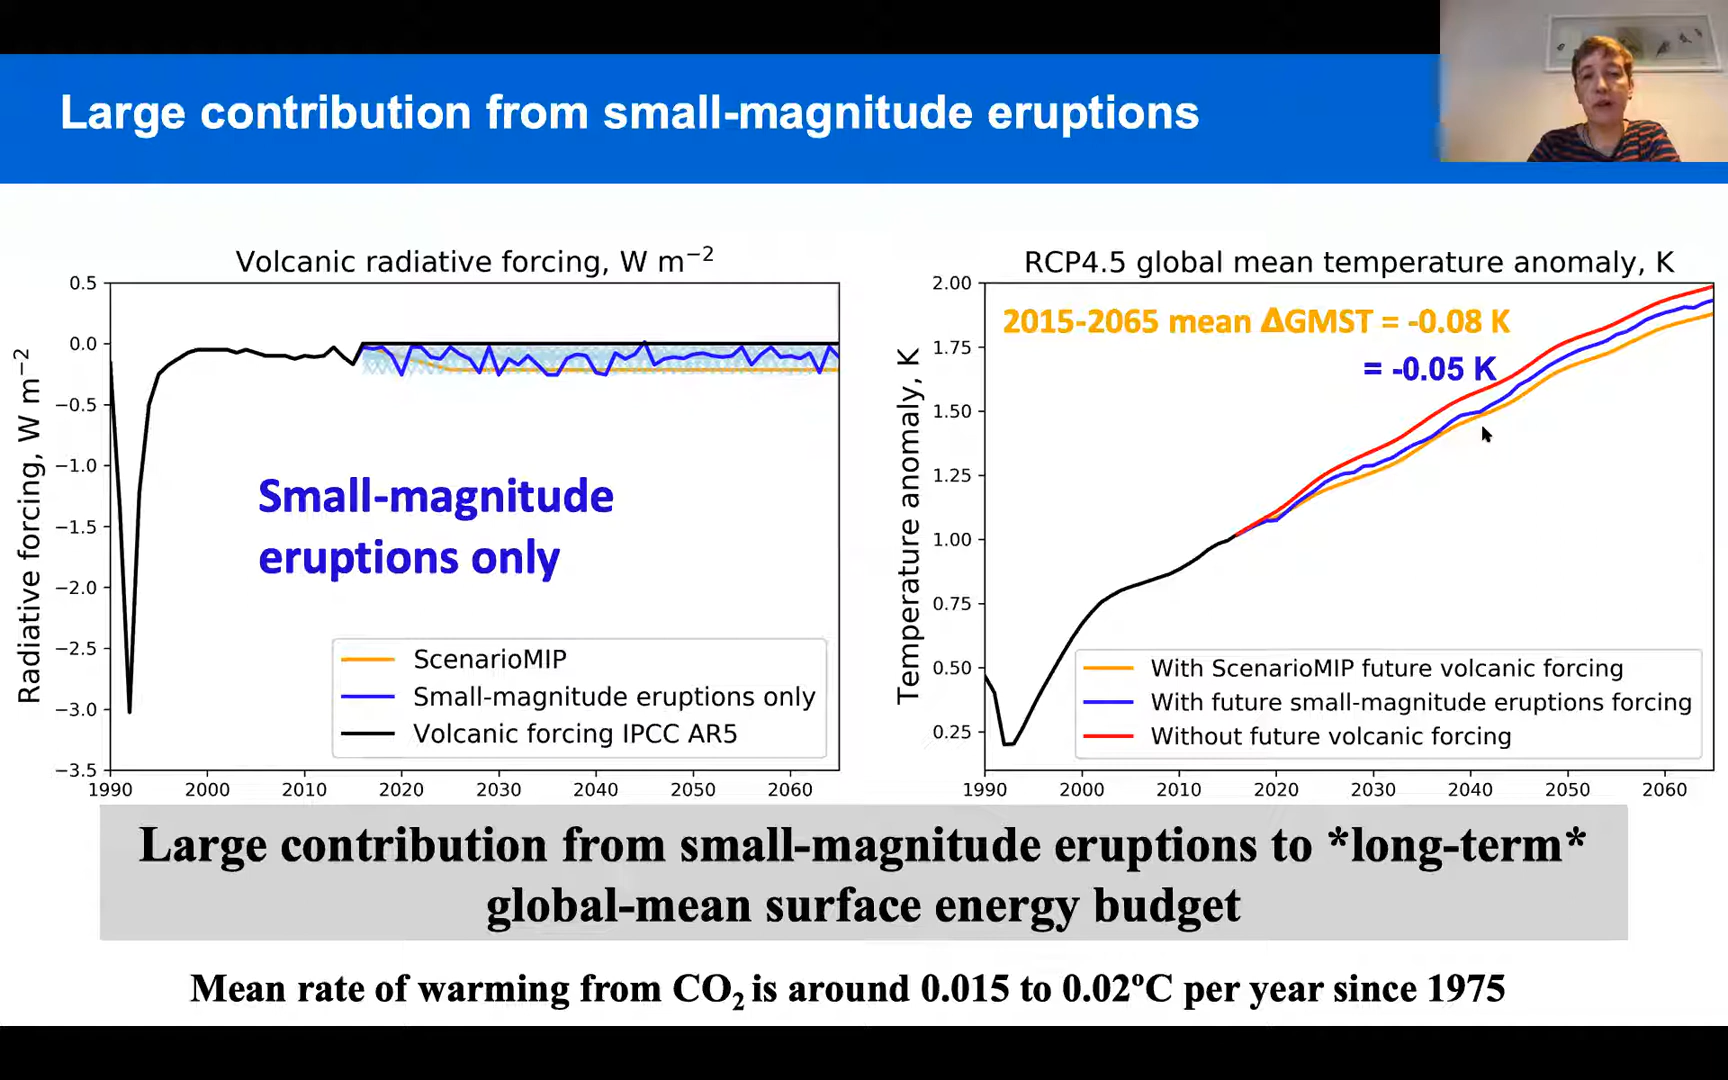 Large contribution from small-magnitude eruptions
Volcanic radiative forcing, W m−2
Radiative forcing, W m−2
0.5
0.0
−0.5
−1.0
−1.5
−2.0
−2.5
−3.0
−3.5
Small-magnitude
eruptions only
ScenarioMIP
Small-magnitude eruptions only
Volcanic forcing IPCC AR5
1990 2000 2010 2020 2030 2040 2050 2060
RCP4.5 global mean temperature anomaly, K
Temperature anomaly, K
2.00
1.75
1.50
1.25
1.00
0.75
0.50
0.25
2015-2065 mean ΔGMST = -0.08 K
= -0.05 K
With ScenarioMIP future volcanic forcing
With future small-magnitude eruptions forcing
Without future volcanic forcing
1990 2000 2010 2020 2030 2040 2050 2060
Large contribution from small-magnitude eruptions to *long-term*
global-mean surface energy budget
Mean rate of warming from CO2 is around 0.015 to 0.02ºC per year since 1975